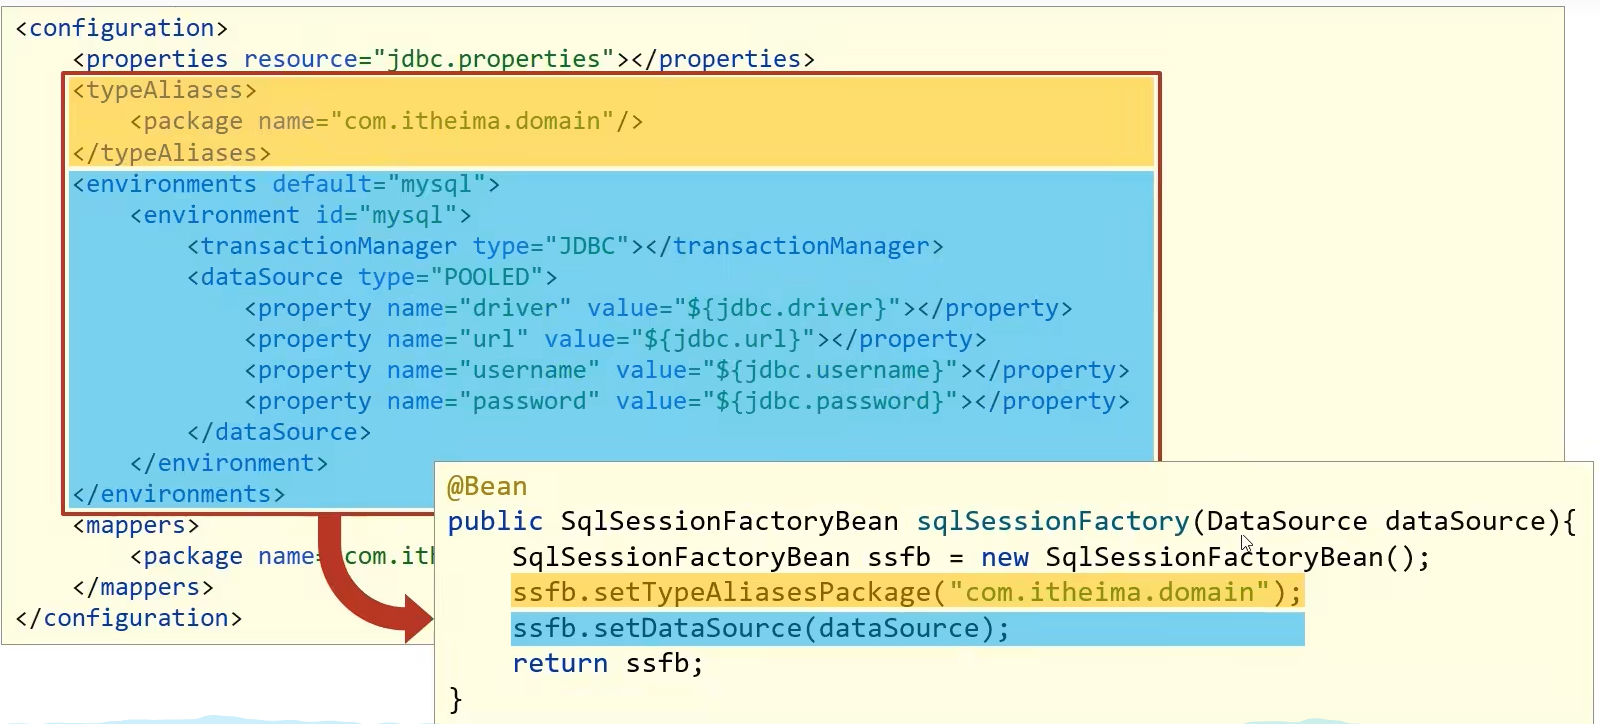 <configuration>
<properties resource="jdbc.properties"></properties>
<typeAliases>
<package name="com.itheima.domain"/>
</typeAliases>
<environments default="mysql">
<environment id="mysql">
<transactionManager type="JDBC"></transactionManager>
<dataSource type="POOLED">
<property name="driver" value="${jdbc.driver}"></property>
<property name="url" value="${jdbc.url}"></property>
<property name="username" value="${jdbc.username}"></property>
<property name="password" value="${jdbc.password}"></property>
</dataSource>
</environment>
</environments>
<mappers>
<package name=
</mappers>
</configuration>
@Bean
public SqlSessionFactoryBean sqlSessionFactory(DataSource dataSource){
SqlSessionFactoryBean ssfb = new SqlSessionFactoryBean();
ssfb.setTypeAliasesPackage("com.itheima.domain");
ssfb.setDataSource(dataSource);
return ssfb;
}